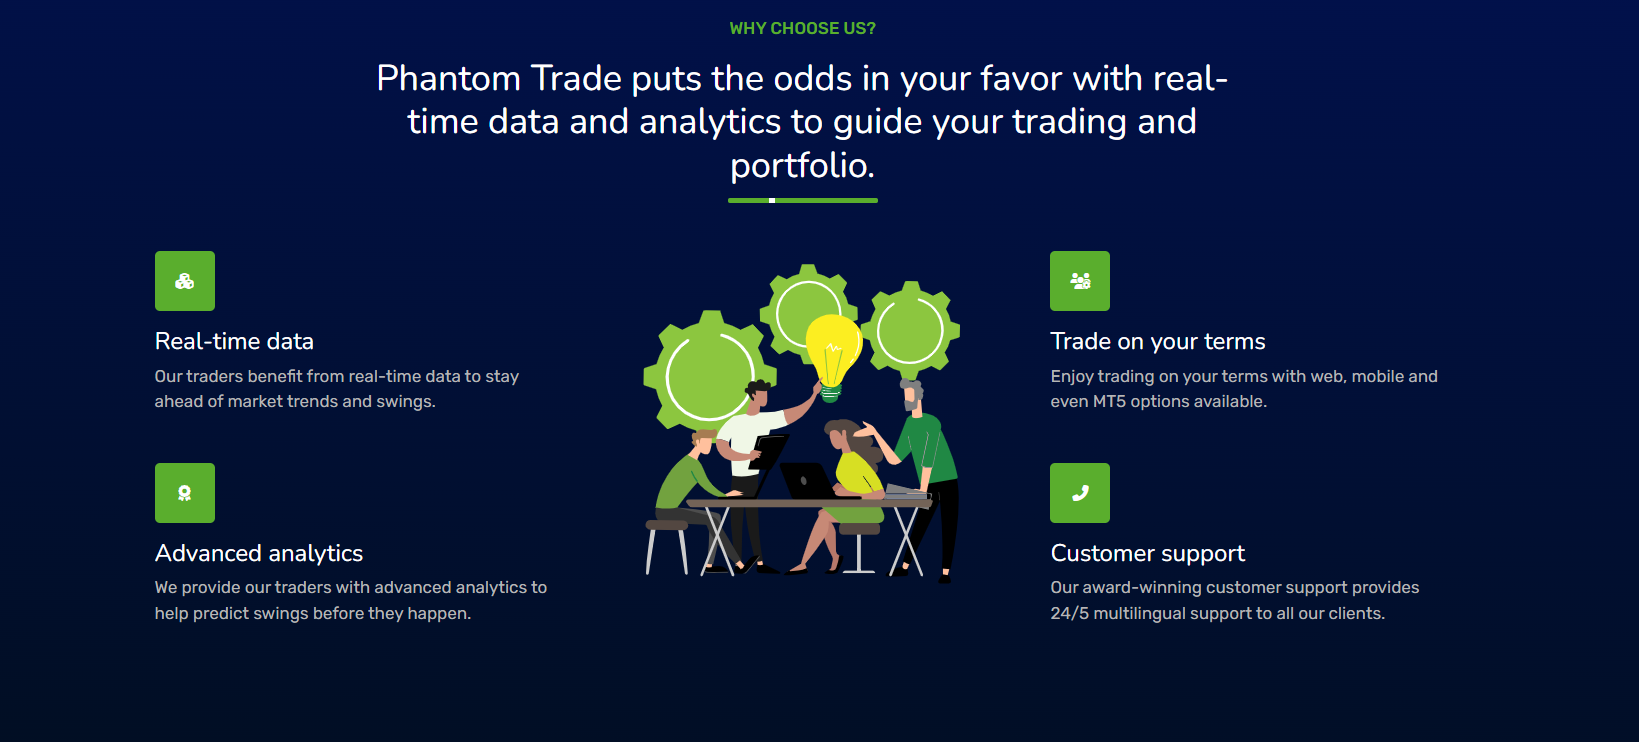 WHY CHOOSE US?
Phantom Trade puts the odds in your favor with real-
time data and analytics to guide your trading and
portfolio.
Real-time data
Our traders benefit from real-time data to stay
ahead of market trends and swings.
Advanced analytics
We provide our traders with advanced analytics to
help predict swings before they happen.
Trade on your terms
Enjoy trading on your terms with web, mobile and
even MT5 options available.
Customer support
Our award-winning customer support provides
24/5 multilingual support to all our clients.